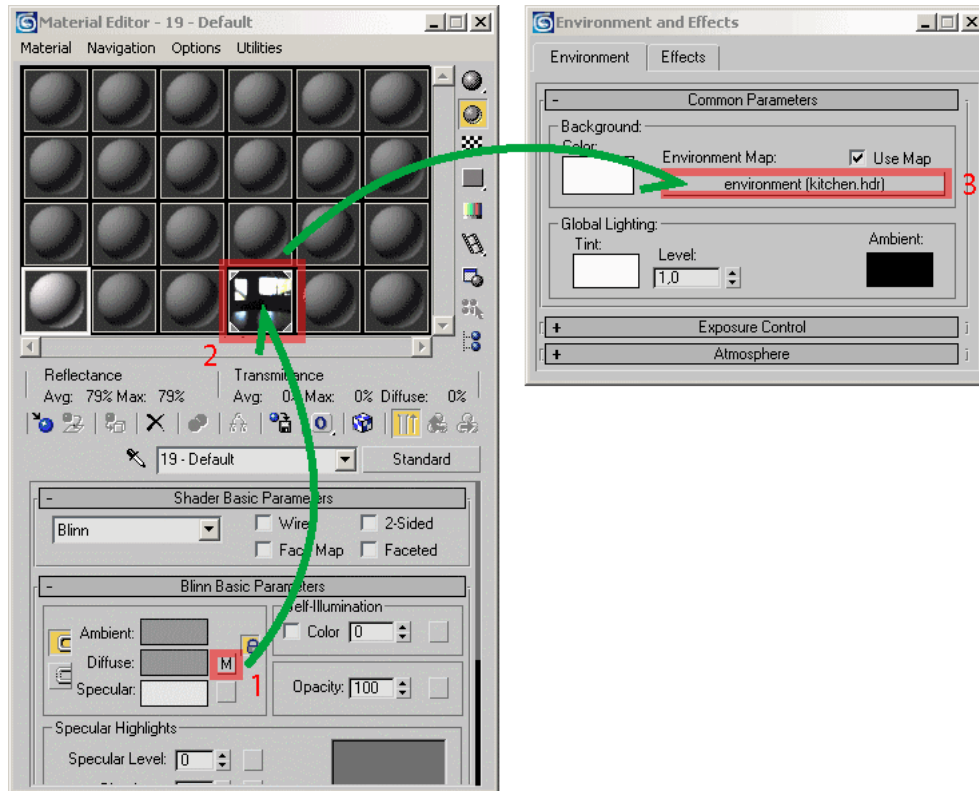 Material Editor - 19 - Default
Material Navigation Options Utilities
2
Reflectance
Avg: 79% Max: 79%
Transmittance
Avg: 0% Max: 0% Diffuse: 0%
19 - Default
Standard
- Shader Basic Parameters
Blinn
Wire
2-Sided
Face Map
Faceted
- Blinn Basic Parameters
Ambient:
Diffuse: M
1
Specular:
Self-Illumination
Color 0
Opacity: 100
Specular Highlights
Specular Level: 0
Environment and Effects
Environment Effects
- Common Parameters
Background:
Color:
Environment Map:
Use Map
environment (kitchen.hdr)
3
Global Lighting:
Tint:
Level:
1,0
Ambient:
+ Exposure Control
+ Atmosphere